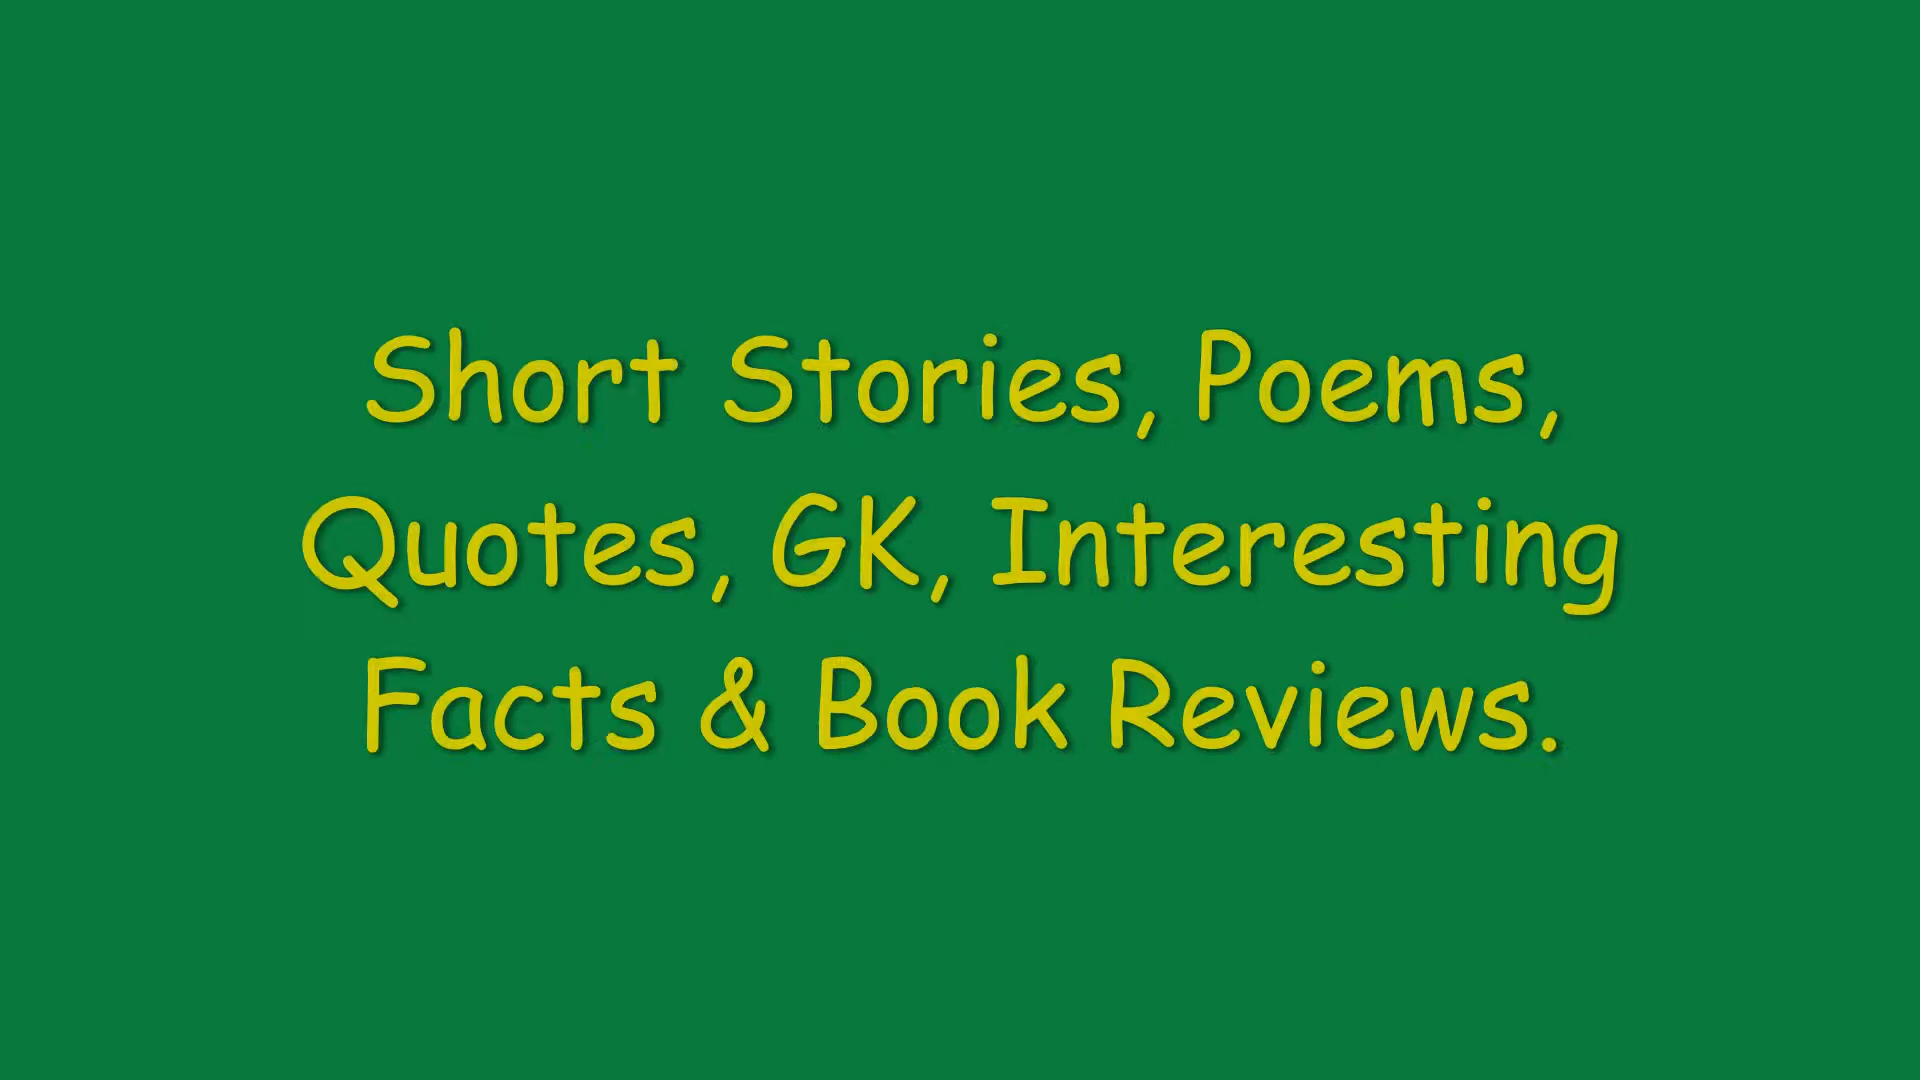 Short Stories, Poems,
Quotes, GK, Interesting
Facts & Book Reviews.